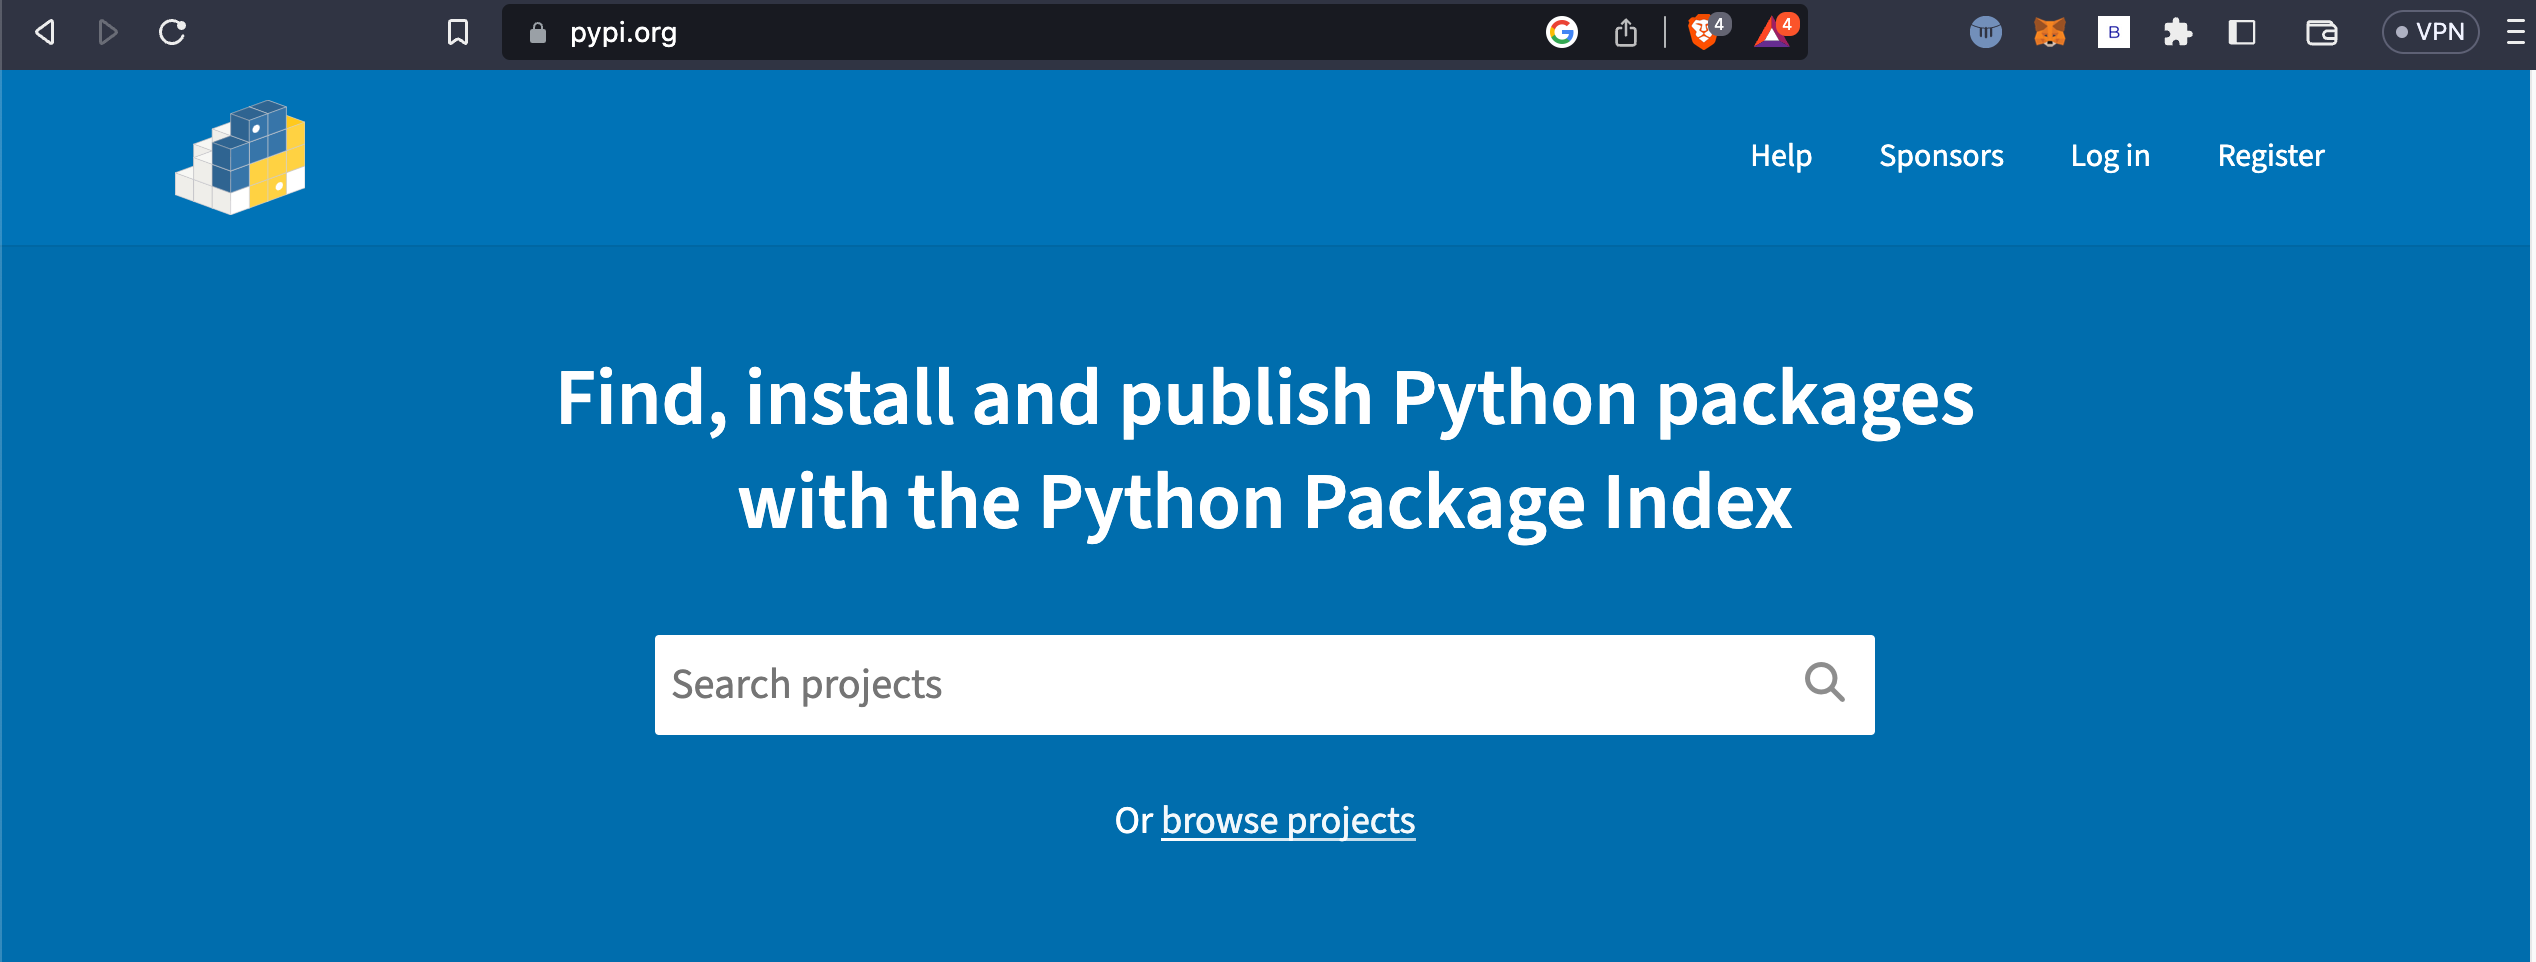 pypi.org
4
4
B
VPN
Help
Sponsors
Log in
Register
Find, install and publish Python packages
with the Python Package Index
Search projects
Or browse projects